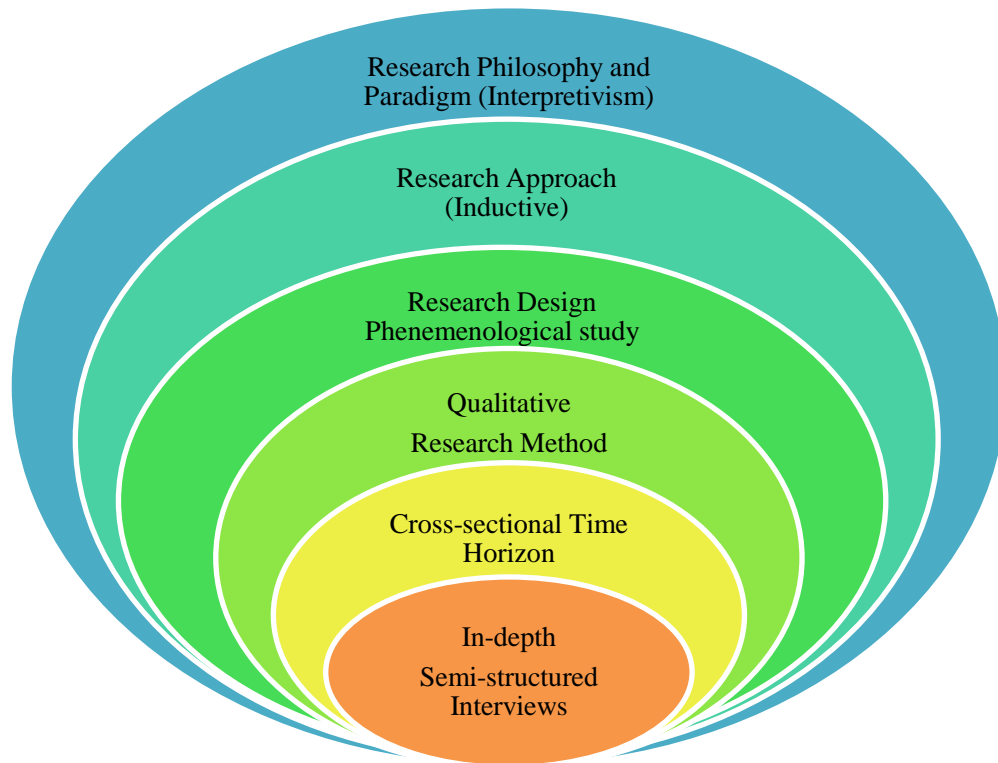 Research Philosophy and
Paradigm (Interpretivism)
Research Approach
(Inductive)
Research Design
Phenemenological study
Qualitative
Research Method
Cross-sectional Time
Horizon
In-depth
Semi-structured
Interviews